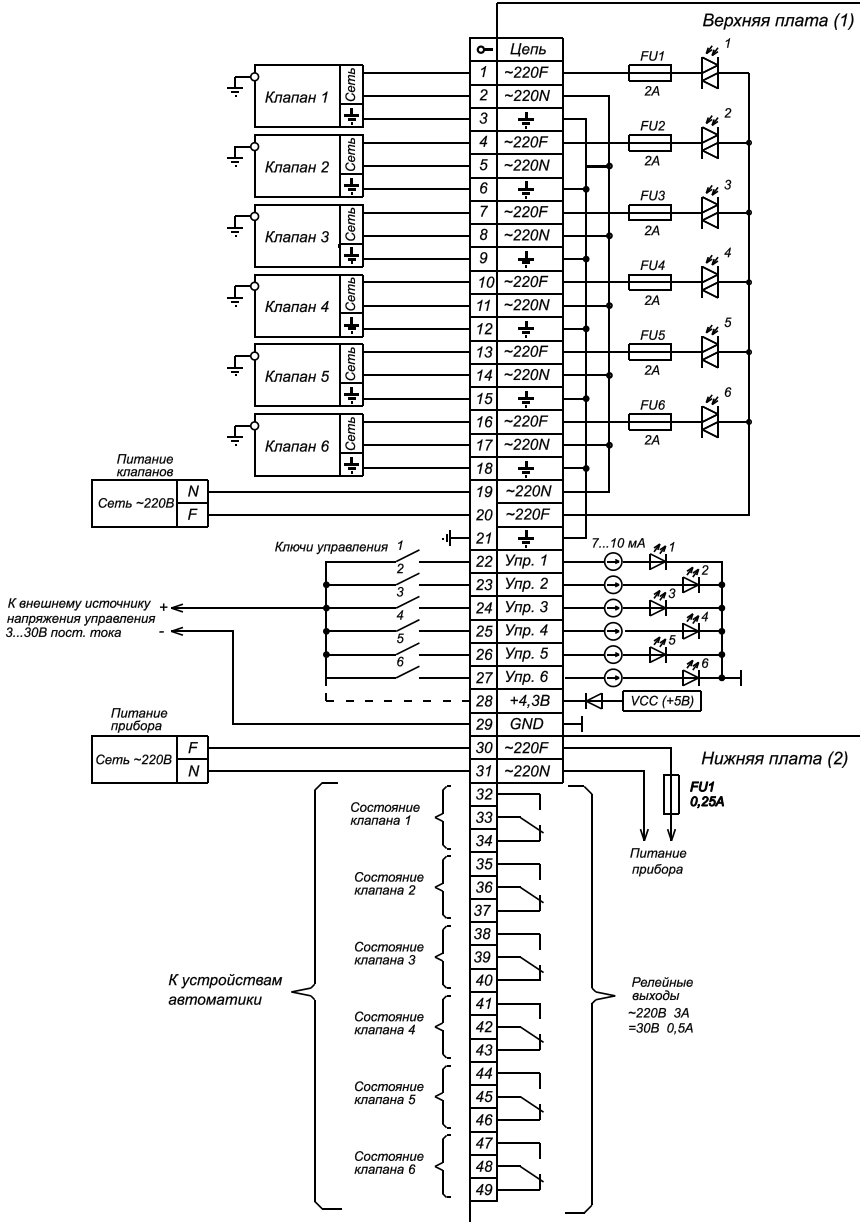 Верхняя плата (1)
Цепь
1 ~220F
2 ~220N
3
4 ~220F
5 ~220N
6
7 ~220F
8 ~220N
9
10 ~220F
11 ~220N
12
13 ~220F
14 ~220N
15
16 ~220F
17 ~220N
18
19 ~220N
20 ~220F
21
22 Упр. 1
23 Упр. 2
24 Упр. 3
25 Упр. 4
26 Упр. 5
27 Упр. 6
28 +4,3В
29 GND
30 ~220F
31 ~220N
32
33
34
35
36
37
38
39
40
41
42
43
44
45
46
47
48
49
Клапан 1
Сеть
Клапан 2
Сеть
Клапан 3
Сеть
Клапан 4
Сеть
Клапан 5
Сеть
Клапан 6
Сеть
FU1
2А
1
FU2
2А
2
FU3
2А
3
FU4
2А
4
FU5
2А
5
FU6
2А
6
Питание
клапанов
Сеть ~220В
N
F
Ключи управления
1
2
3
4
5
6
К внешнему источнику
напряжения управления
3...30В пост. тока
+
-
7...10 мА
1
2
3
4
5
6
VCC (+5В)
Питание
прибора
Сеть ~220В
F
N
Нижняя плата (2)
FU1
0,25А
Питание
прибора
Состояние
клапана 1
Состояние
клапана 2
Состояние
клапана 3
Состояние
клапана 4
Состояние
клапана 5
Состояние
клапана 6
К устройствам
автоматики
Релейные
выходы
~220В 3А
=30В 0,5А